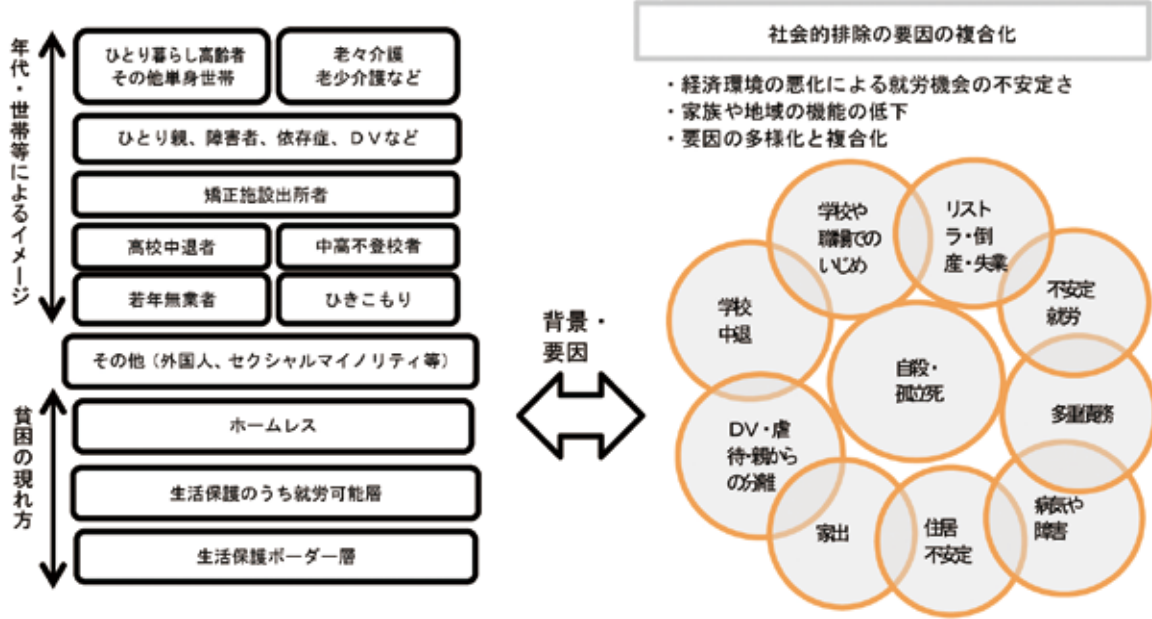 年代・世帯等によるイメージ
ひとり暮らし高齢者
その他単身世帯
老々介護
老少介護など
ひとり親、障害者、依存症、ＤＶなど
矯正施設出所者
高校中退者
中高不登校者
若年無業者
ひきこもり
その他（外国人、セクシャルマイノリティ等）
貧困の現れ方
ホームレス
生活保護のうち就労可能層
生活保護ボーダー層
背景・
要因
社会的排除の要因の複合化
・経済環境の悪化による就労機会の不安定さ
・家族や地域の機能の低下
・要因の多様化と複合化
学校や
職場での
いじめ
リスト
ラ・倒
産・失業
学校
中退
不安定
就労
自殺・
孤立死
多重債務
DV・虐
待・親から
の分離
病気や
障害
家出
住居
不安定